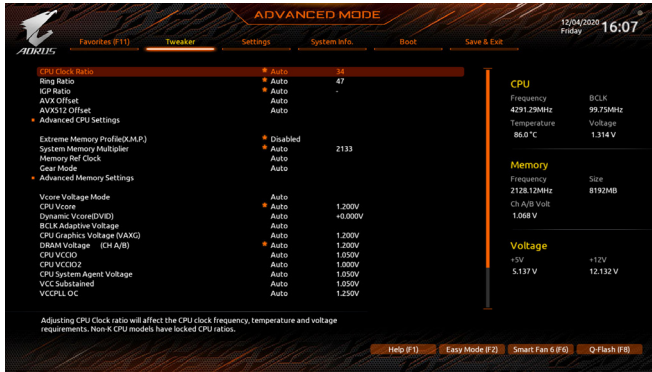 ADVANCED MODE
12/04/2020 Friday 16:07
AORUS
Favorites (F11) Tweaker Settings System Info. Boot Save & Exit
CPU Clock Ratio Auto 34
Ring Ratio Auto 47
IGP Ratio Auto -
AVX Offset Auto
AVX512 Offset Auto
Advanced CPU Settings
Extreme Memory Profile(X.M.P.) Disabled
System Memory Multiplier Auto 2133
Memory Ref Clock Auto
Gear Mode Auto
Advanced Memory Settings
Vcore Voltage Mode Auto
CPU Vcore Auto 1.200V
Dynamic Vcore(DVID) Auto +0.000V
BCLK Adaptive Voltage Auto
CPU Graphics Voltage (VAXG) Auto 1.200V
DRAM Voltage (CH A/B) Auto 1.200V
CPU VCCIO Auto 1.050V
CPU VCCIO2 Auto 1.000V
CPU System Agent Voltage Auto 1.050V
VCC Substained Auto 1.050V
VCCPLL OC Auto 1.250V
CPU
Frequency BCLK
4291.29MHz 99.75MHz
Temperature Voltage
86.0 °C 1.314 V
Memory
Frequency Size
2128.12MHz 8192MB
Ch A/B Volt
1.068 V
Voltage
+5V +12V
5.137 V 12.132 V
Adjusting CPU Clock ratio will affect the CPU clock frequency, temperature and voltage
requirements. Non-K CPU models have locked CPU ratios.
Help (F1) Easy Mode (F2) Smart Fan 6 (F6) Q-Flash (F8)